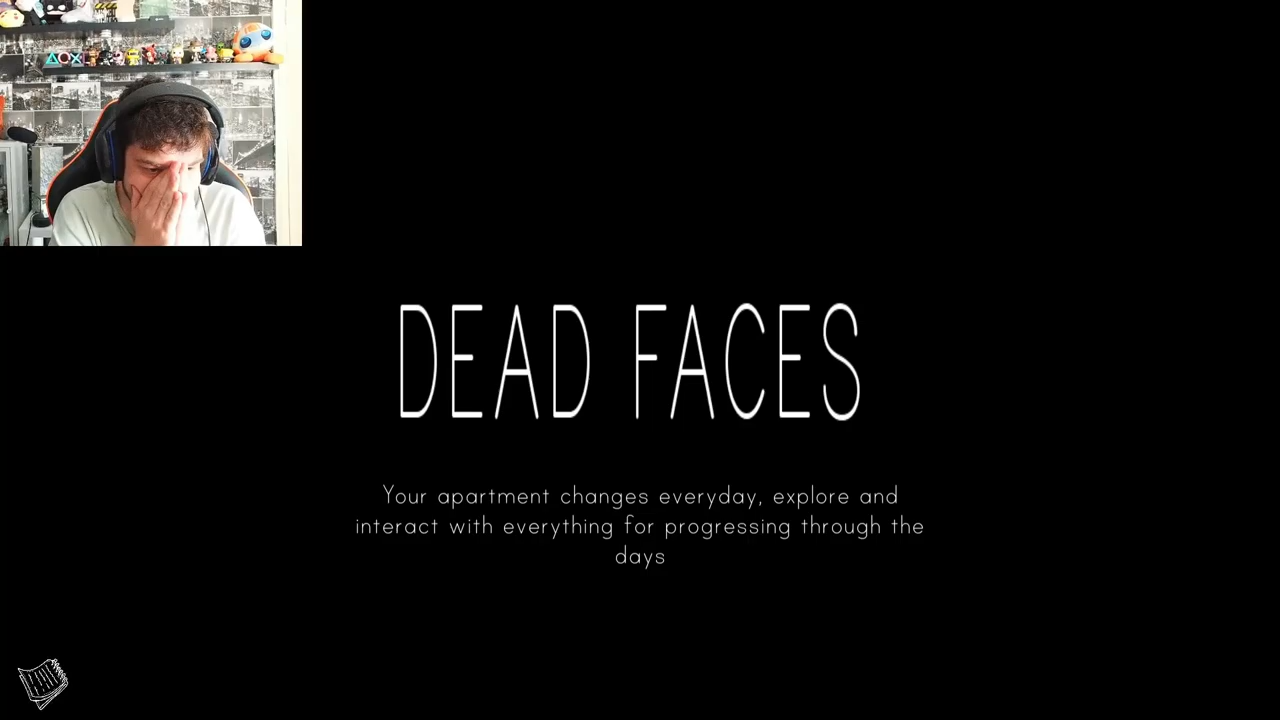 DEAD FACES
Your apartment changes everyday, explore and
interact with everything for progressing through the
days